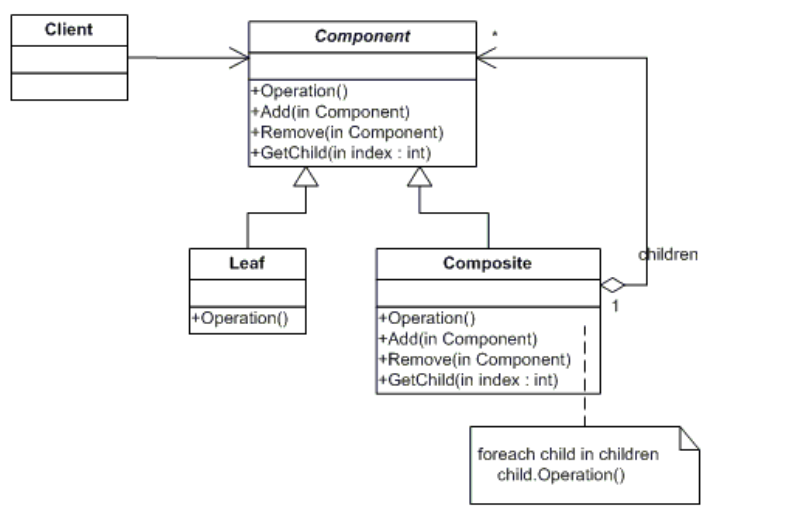 Client
Component
*
+Operation()
+Add(in Component)
+Remove(in Component)
+GetChild(in index : int)
Leaf
+Operation()
Composite
+Operation()
+Add(in Component)
+Remove(in Component)
+GetChild(in index : int)
children
1
foreach child in children
child.Operation()